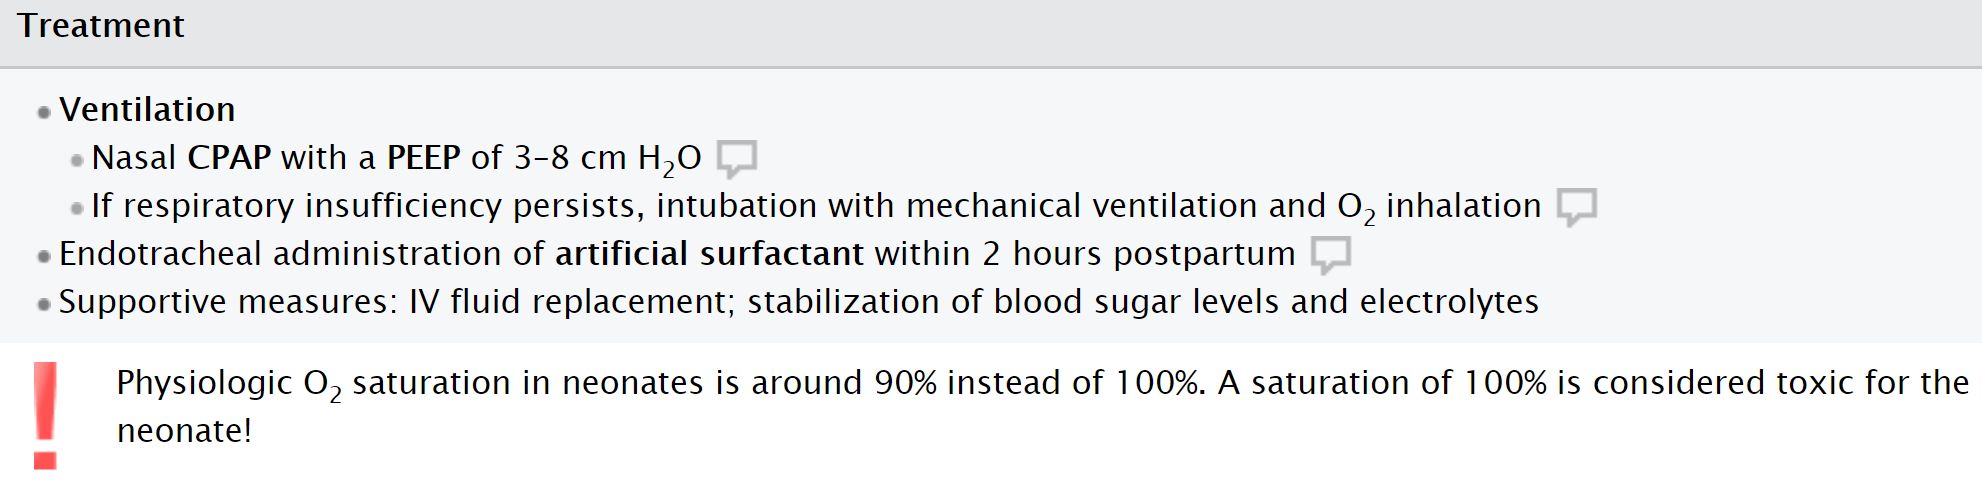 Treatment
Ventilation
Nasal CPAP with a PEEP of 3–8 cm H₂O
If respiratory insufficiency persists, intubation with mechanical ventilation and O₂ inhalation
Endotracheal administration of artificial surfactant within 2 hours postpartum
Supportive measures: IV fluid replacement; stabilization of blood sugar levels and electrolytes
Physiologic O₂ saturation in neonates is around 90% instead of 100%. A saturation of 100% is considered toxic for the
neonate!